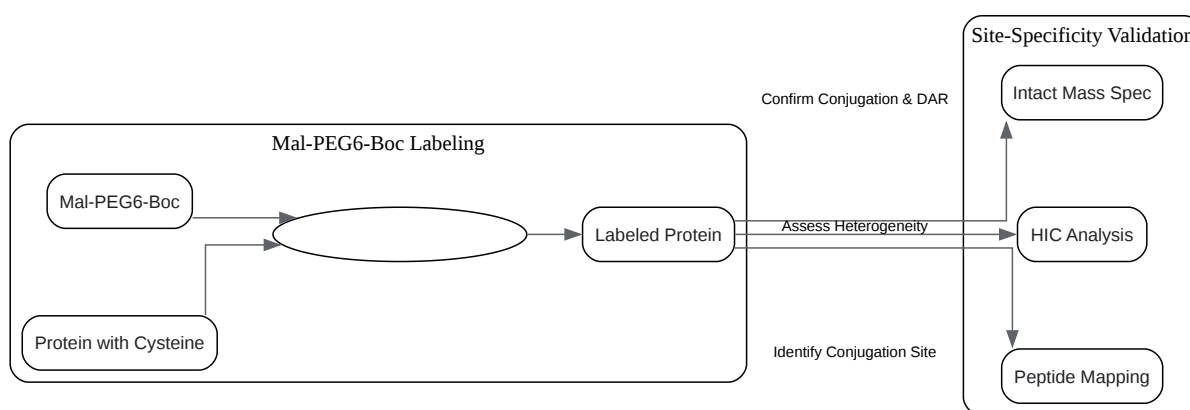 Site-Specificity Validation
Intact Mass Spec
Confirm Conjugation & DAR
Mal-PEG6-Boc Labeling
Mal-PEG6-Boc
Labeled Protein
Assess Heterogeneity
HIC Analysis
Protein with Cysteine
Identify Conjugation Site
Peptide Mapping